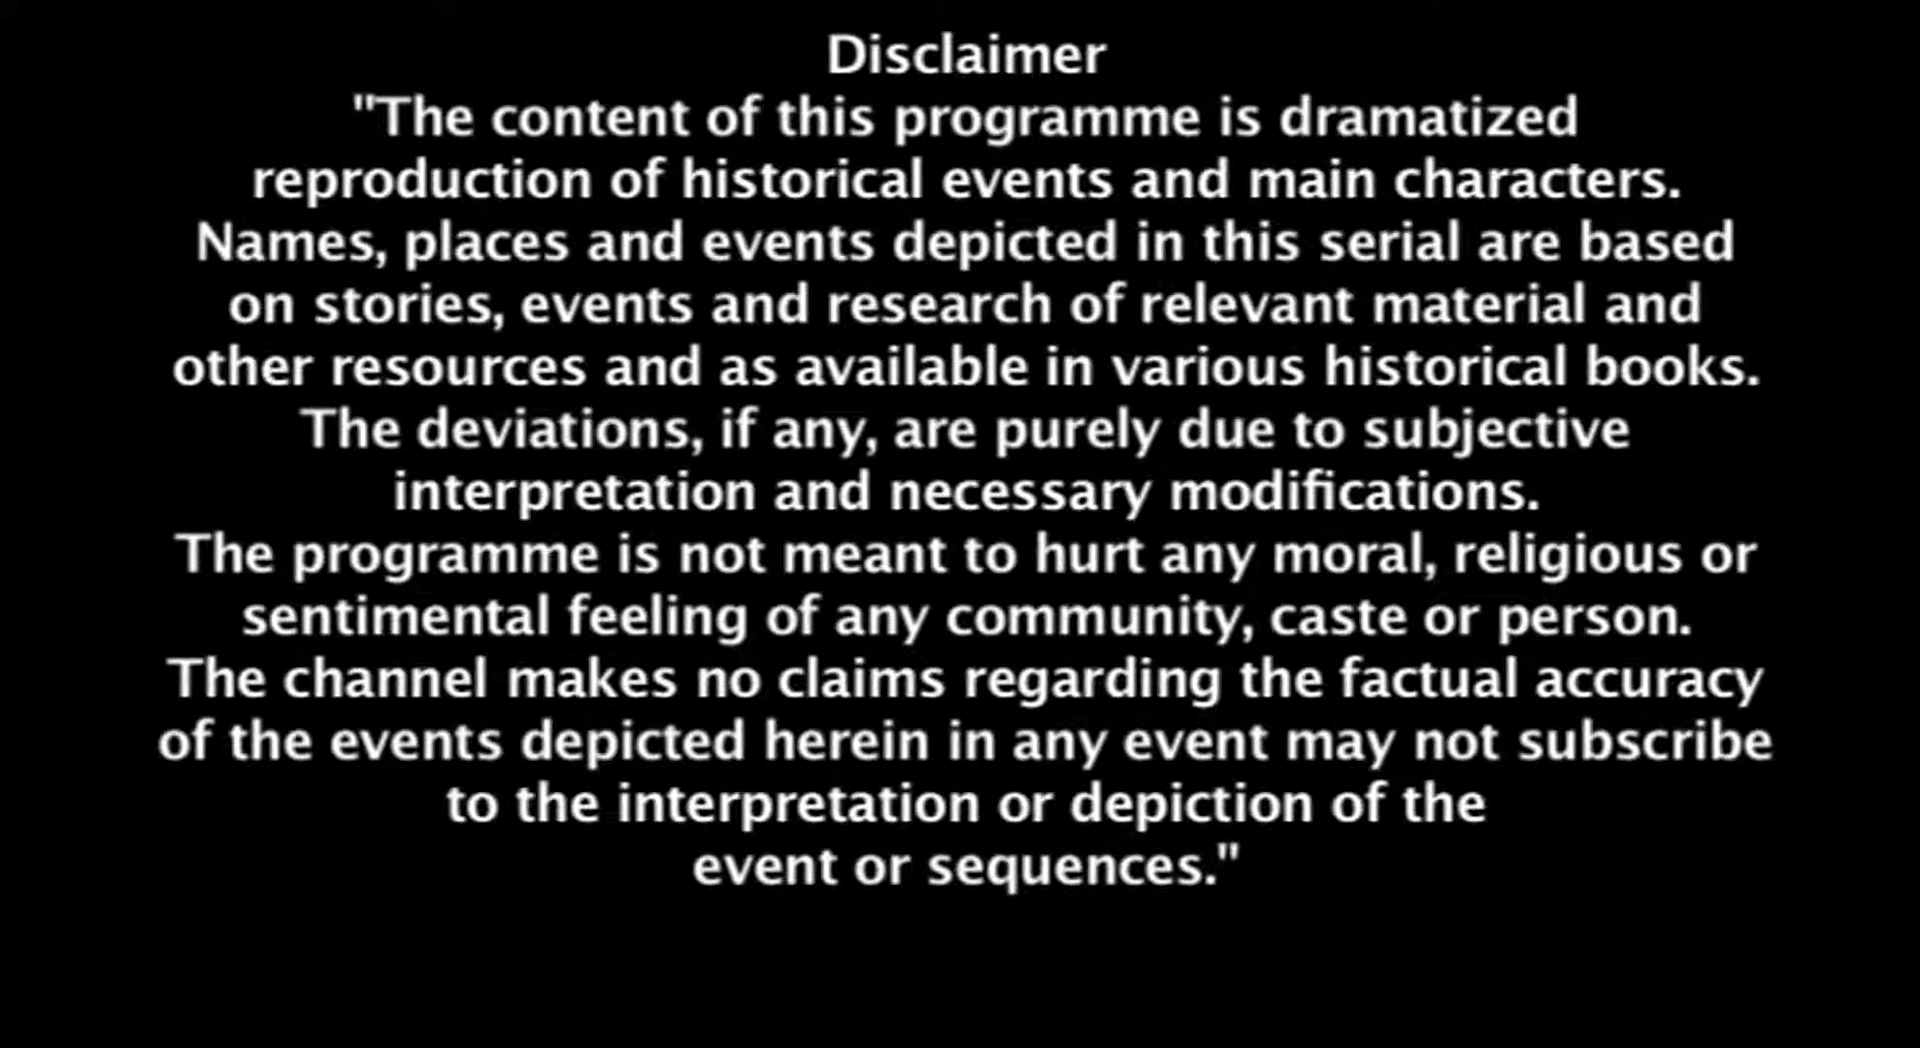 Disclaimer
"The content of this programme is dramatized
reproduction of historical events and main characters.
Names, places and events depicted in this serial are based
on stories, events and research of relevant material and
other resources and as available in various historical books.
The deviations, if any, are purely due to subjective
interpretation and necessary modifications.
The programme is not meant to hurt any moral, religious or
sentimental feeling of any community, caste or person.
The channel makes no claims regarding the factual accuracy
of the events depicted herein in any event may not subscribe
to the interpretation or depiction of the
event or sequences."